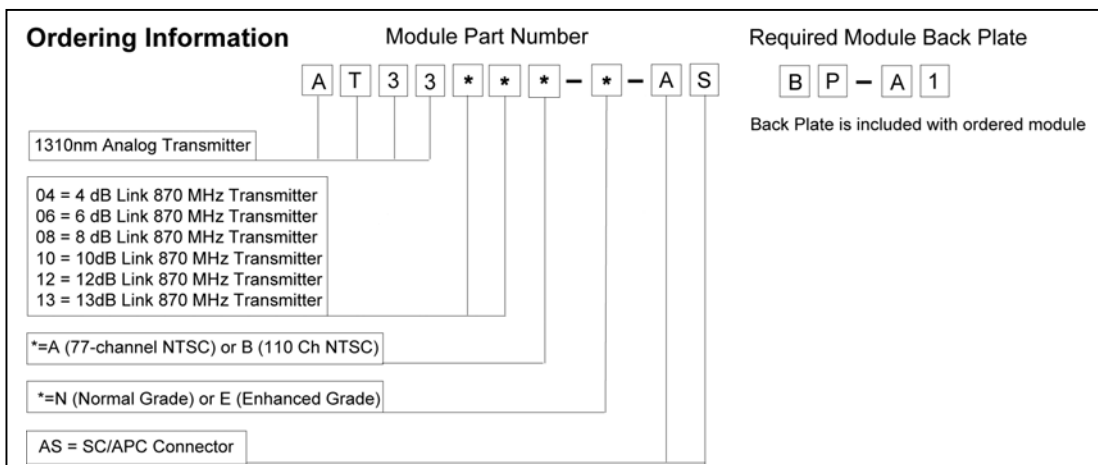 Ordering Information
Module Part Number
Required Module Back Plate
A T 3 3 * * * - * - A S
B P - A 1
Back Plate is included with ordered module
1310nm Analog Transmitter
04 = 4 dB Link 870 MHz Transmitter
06 = 6 dB Link 870 MHz Transmitter
08 = 8 dB Link 870 MHz Transmitter
10 = 10dB Link 870 MHz Transmitter
12 = 12dB Link 870 MHz Transmitter
13 = 13dB Link 870 MHz Transmitter
*=A (77-channel NTSC) or B (110 Ch NTSC)
*=N (Normal Grade) or E (Enhanced Grade)
AS = SC/APC Connector